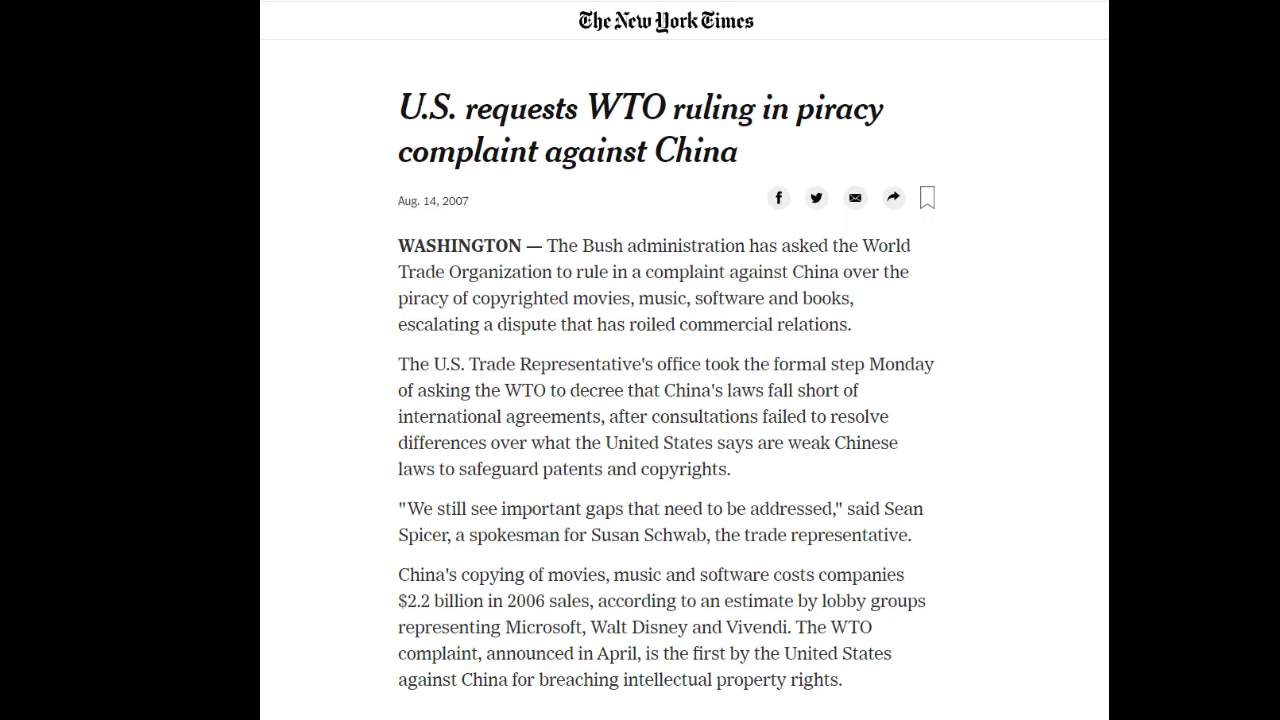 The New York Times
U.S. requests WTO ruling in piracy
complaint against China
Aug. 14, 2007
WASHINGTON — The Bush administration has asked the World
Trade Organization to rule in a complaint against China over the
piracy of copyrighted movies, music, software and books,
escalating a dispute that has roiled commercial relations.
The U.S. Trade Representative's office took the formal step Monday
of asking the WTO to decree that China's laws fall short of
international agreements, after consultations failed to resolve
differences over what the United States says are weak Chinese
laws to safeguard patents and copyrights.
"We still see important gaps that need to be addressed," said Sean
Spicer, a spokesman for Susan Schwab, the trade representative.
China's copying of movies, music and software costs companies
$2.2 billion in 2006 sales, according to an estimate by lobby groups
representing Microsoft, Walt Disney and Vivendi. The WTO
complaint, announced in April, is the first by the United States
against China for breaching intellectual property rights.